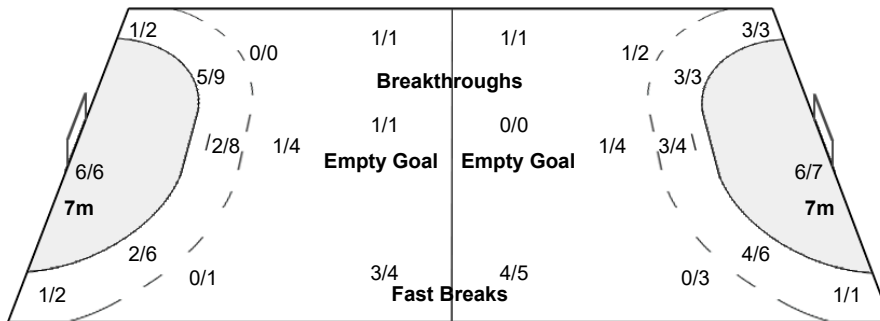 1/2 1/1 1/1 3/3
0/0 1/2
5/9 Breakthroughs 3/3
1/1 0/0
2/8 1/4 1/4 3/4
Empty Goal Empty Goal
6/6 6/7
7m 7m
2/6 4/6
0/1 3/4 4/5 0/3
1/2 Fast Breaks 1/1